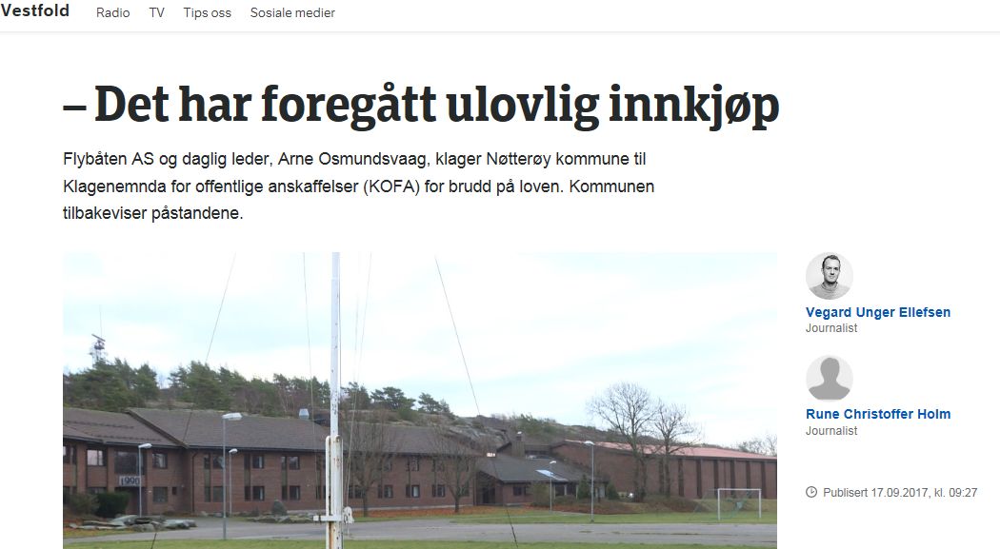 Vestfold Radio TV Tips oss Sosiale medier
– Det har foregått ulovlig innkjøp
Flybåten AS og daglig leder, Arne Osmundsvaag, klager Nøtterøy kommune til
Klagenemnda for offentlige anskaffelser (KOFA) for brudd på loven. Kommunen
tilbakeviser påstandene.
Vegard Unger Ellefsen
Journalist
Rune Christoffer Holm
Journalist
Publisert 17.09.2017, kl. 09:27
1990